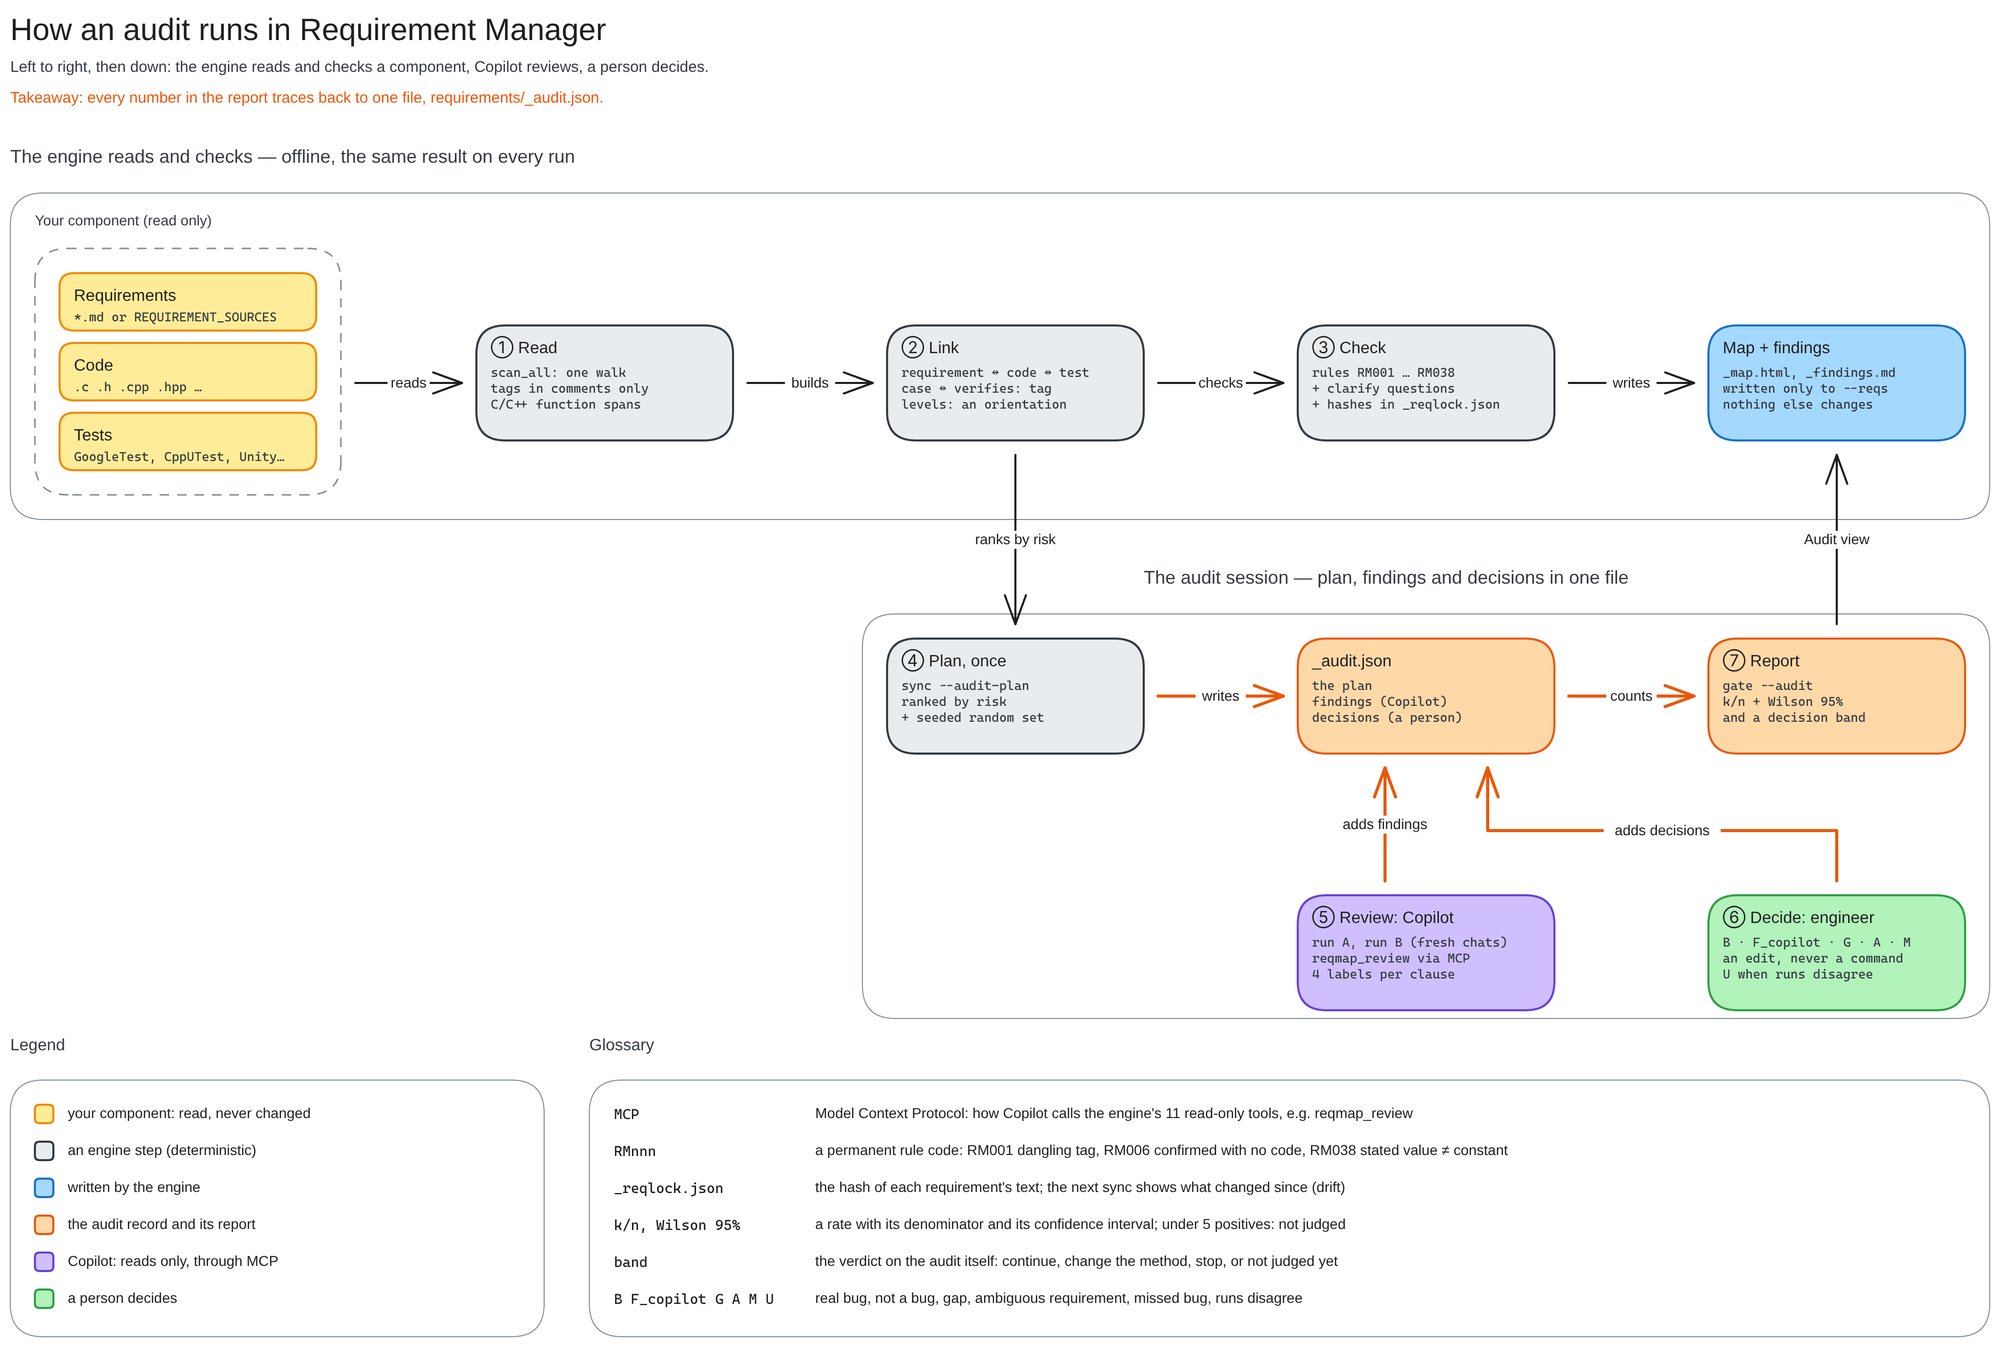 How an audit runs in Requirement Manager
Left to right, then down: the engine reads and checks a component, Copilot reviews, a person decides.
Takeaway: every number in the report traces back to one file, requirements/_audit.json.
The engine reads and checks — offline, the same result on every run
Your component (read only)
Requirements
*.md or REQUIREMENT_SOURCES
Code
.c .h .cpp .hpp …
Tests
GoogleTest, CppUTest, Unity…
reads
① Read
scan_all: one walk
tags in comments only
C/C++ function spans
builds
② Link
requirement ↔ code ↔ test
case ↔ verifies: tag
levels: an orientation
checks
③ Check
rules RM001 … RM038
+ clarify questions
+ hashes in _reqlock.json
writes
Map + findings
_map.html, _findings.md
written only to --reqs
nothing else changes
ranks by risk
Audit view
The audit session — plan, findings and decisions in one file
④ Plan, once
sync --audit-plan
ranked by risk
+ seeded random set
writes
_audit.json
the plan
findings (Copilot)
decisions (a person)
counts
⑦ Report
gate --audit
k/n + Wilson 95%
and a decision band
adds findings
adds decisions
⑤ Review: Copilot
run A, run B (fresh chats)
reqmap_review via MCP
4 labels per clause
⑥ Decide: engineer
B · F_copilot · G · A · M
an edit, never a command
U when runs disagree
Legend
your component: read, never changed
an engine step (deterministic)
written by the engine
the audit record and its report
Copilot: reads only, through MCP
a person decides
Glossary
MCP Model Context Protocol: how Copilot calls the engine's 11 read-only tools, e.g. reqmap_review
RMnnn a permanent rule code: RM001 dangling tag, RM006 confirmed with no code, RM038 stated value ≠ constant
_reqlock.json the hash of each requirement's text; the next sync shows what changed since (drift)
k/n, Wilson 95% a rate with its denominator and its confidence interval; under 5 positives: not judged
band the verdict on the audit itself: continue, change the method, stop, or not judged yet
B F_copilot G A M U real bug, not a bug, gap, ambiguous requirement, missed bug, runs disagree